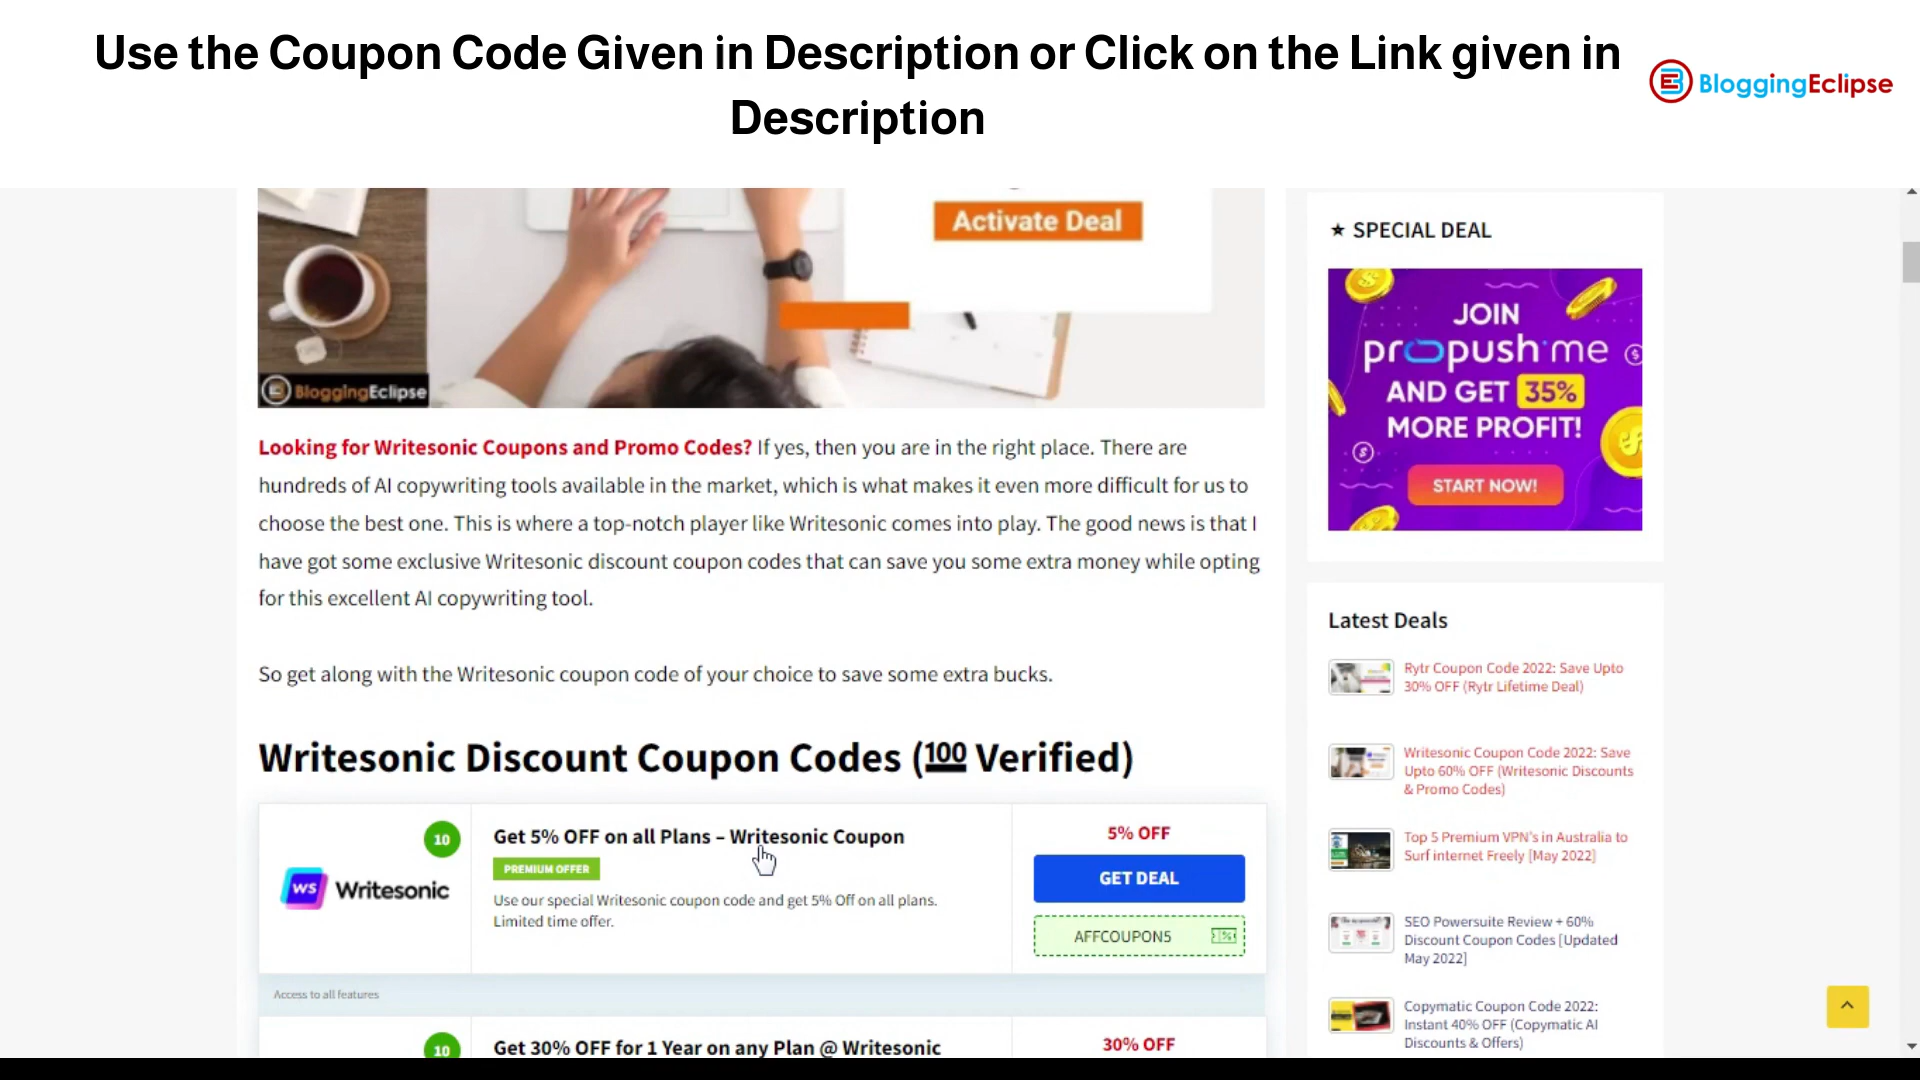 Use the Coupon Code Given in Description or Click on the Link given in
Description
BloggingEclipse
Activate Deal
BloggingEclipse
Looking for Writesonic Coupons and Promo Codes? If yes, then you are in the right place. There are
hundreds of AI copywriting tools available in the market, which is what makes it even more difficult for us to
choose the best one. This is where a top-notch player like Writesonic comes into play. The good news is that I
have got some exclusive Writesonic discount coupon codes that can save you some extra money while opting
for this excellent AI copywriting tool.
So get along with the Writesonic coupon code of your choice to save some extra bucks.
Writesonic Discount Coupon Codes (100 Verified)
10
WS
Writesonic
Get 5% OFF on all Plans – Writesonic Coupon
PREMIUM OFFER
Use our special Writesonic coupon code and get 5% Off on all plans.
Limited time offer.
5% OFF
GET DEAL
AFFCOUPON5
Access to all features
10
Get 30% OFF for 1 Year on any Plan @ Writesonic
30% OFF
★ SPECIAL DEAL
JOIN
propush·me
AND GET 35%
MORE PROFIT!
START NOW!
Latest Deals
Rytr Coupon Code 2022: Save Upto
30% OFF (Rytr Lifetime Deal)
Writesonic Coupon Code 2022: Save
Upto 60% OFF (Writesonic Discounts
& Promo Codes)
Top 5 Premium VPN's in Australia to
Surf internet Freely [May 2022]
SEO Powersuite Review + 60%
Discount Coupon Codes [Updated
May 2022]
Copymatic Coupon Code 2022:
Instant 40% OFF (Copymatic AI
Discounts & Offers)